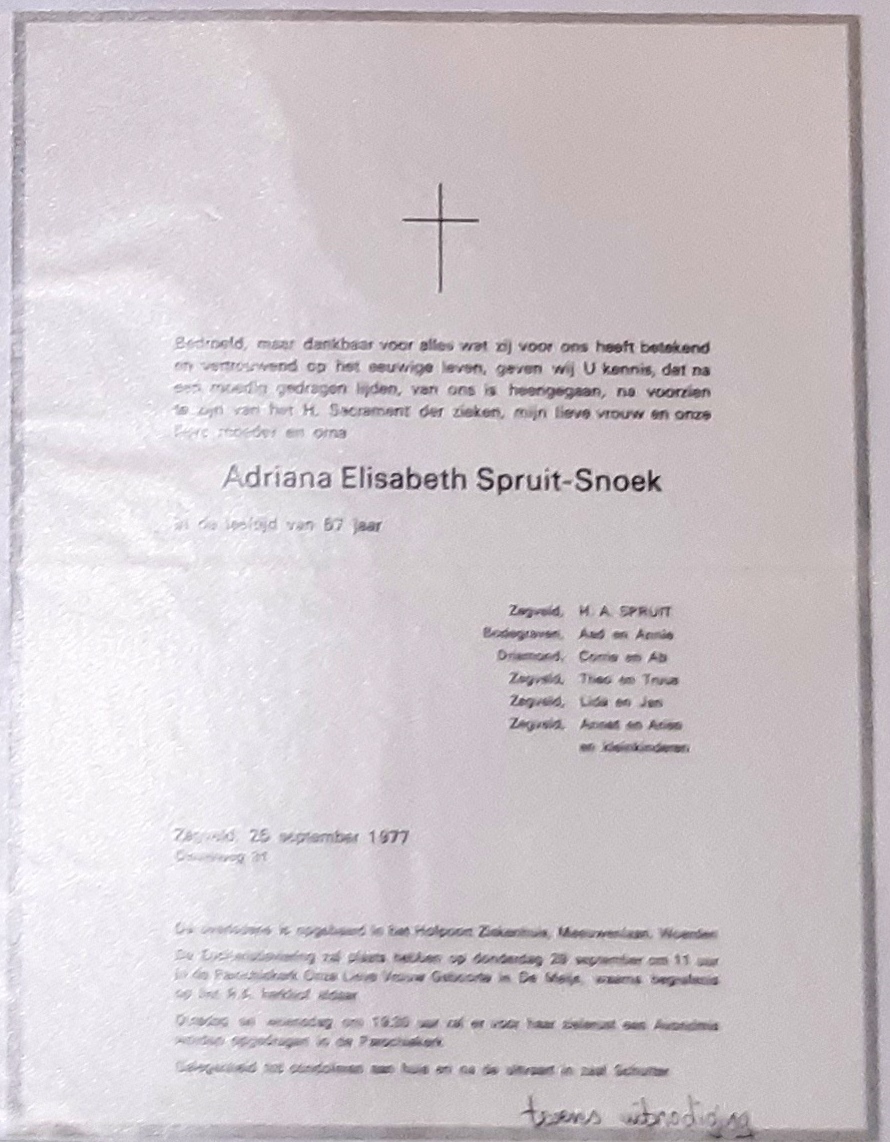 Bedroefd, maar dankbaar voor alles wat zij voor ons heeft betekend
en vertrouwend op het eeuwige leven, geven wij U kennis, dat na
een moedig gedragen lijden, van ons is heengegaan, na voorzien
te zijn van het H. Sacrament der zieken, mijn lieve vrouw en onze
lieve moeder en oma
Adriana Elisabeth Spruit-Snoek
in de leeftijd van jaar
Zegveld, H. A. SPRUIT
Bodegraven, Aad en Annie
Driemond, Corrie en Ab
Zegveld, Theo en Truus
Zegveld, Lida en Jan
Zegveld, Annet en Arien
en kleinkinderen
Zegveld, september 1977
De overledene is opgebaard in het Hofpoort Ziekenhuis, Meeuwenlaan, Woerden
De Eucharistieviering zal plaats hebben op donderdag 29 september om 11 uur
in de Parochiekerk Onze Lieve Vrouw Geboorte in De Meije, waarna begrafenis
op het R.K. kerkhof aldaar
Dinsdag en woensdag om 19.30 uur zal er voor haar zielerust een Avondmis
worden opgedragen in de Parochiekerk.
Gelegenheid tot condoleren aan huis en na de uitvaart in zaal Schutter
tevens uitnodiging